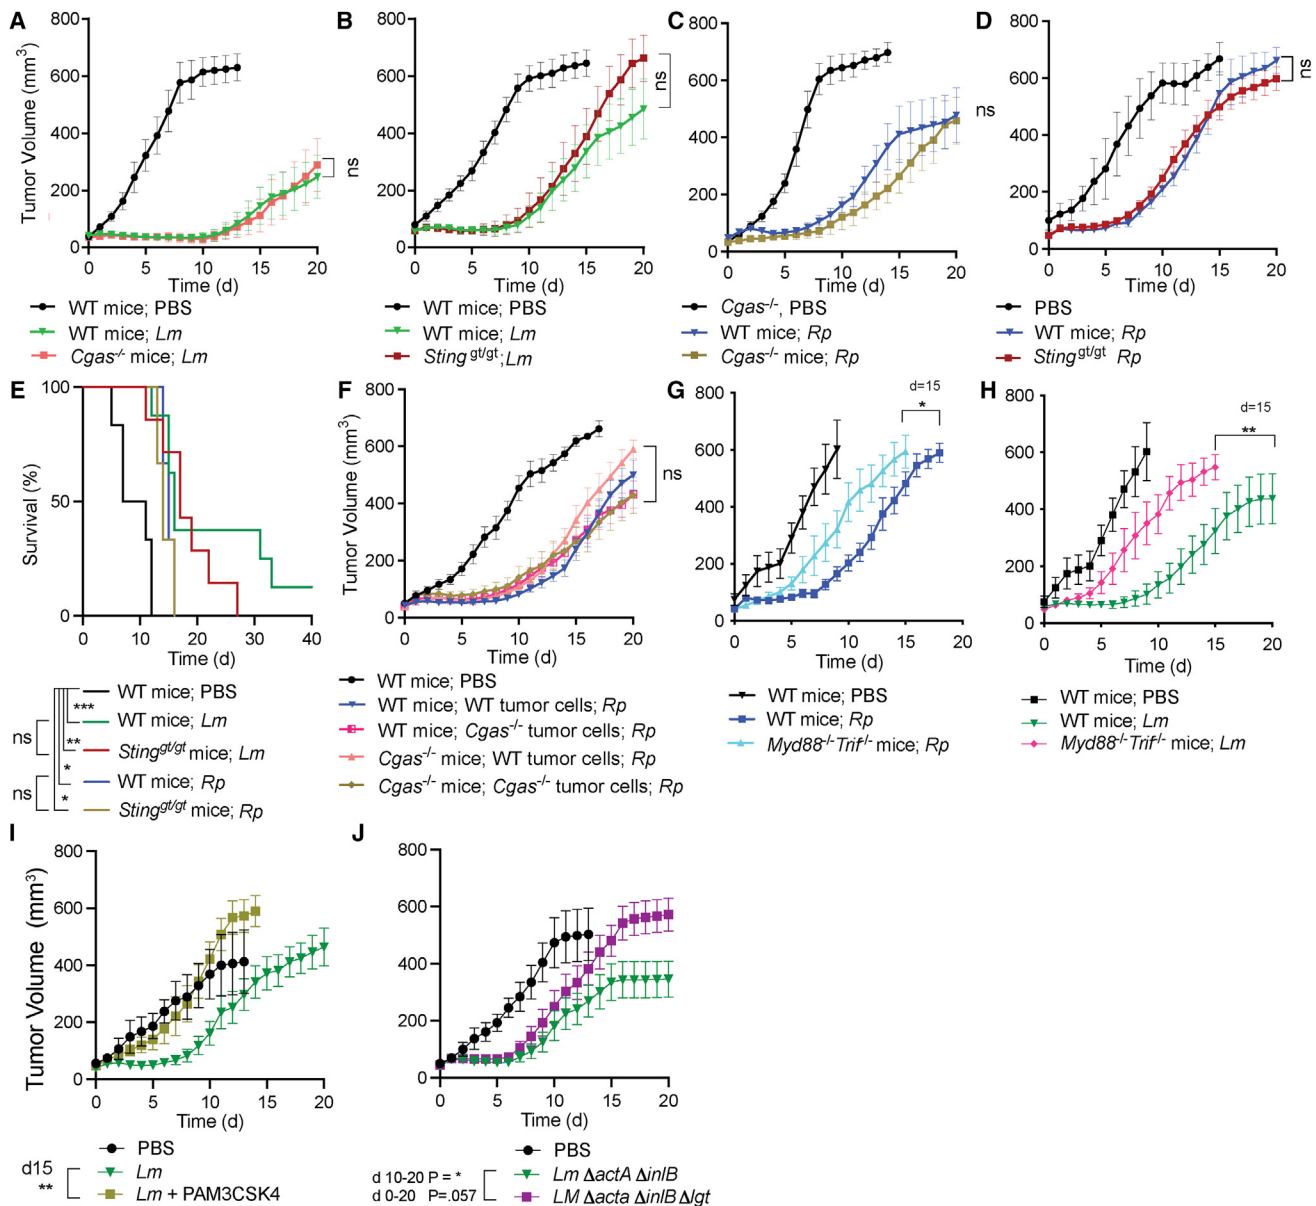 A
B
C
D
Tumor Volume (mm³)
800
600
400
200
0
0 5 10 15 20
Time (d)
ns
800
600
400
200
0
0 5 10 15 20
Time (d)
ns
800
600
400
200
0
0 5 10 15 20
Time (d)
ns
800
600
400
200
0
0 5 10 15 20
Time (d)
ns
WT mice; PBS
WT mice; Lm
Cgas⁻/⁻ mice; Lm
WT mice; PBS
WT mice; Lm
Sting gt/gt; Lm
Cgas⁻/⁻, PBS
WT mice; Rp
Cgas⁻/⁻ mice; Rp
PBS
WT mice; Rp
Sting gt/gt Rp
E
F
G
H
Survival (%)
100
50
0
0 10 20 30 40
Time (d)
Tumor Volume (mm³)
800
600
400
200
0
0 5 10 15 20
Time (d)
ns
800
600
400
200
0
0 5 10 15 20
Time (d)
d=15
*
800
600
400
200
0
0 5 10 15 20
Time (d)
d=15
**
WT mice; PBS
***
WT mice; Lm
ns
**
Sting gt/gt mice; Lm
*
WT mice; Rp
ns
*
Sting gt/gt mice; Rp
WT mice; PBS
WT mice; WT tumor cells; Rp
WT mice; Cgas⁻/⁻ tumor cells; Rp
Cgas⁻/⁻ mice; WT tumor cells; Rp
Cgas⁻/⁻ mice; Cgas⁻/⁻ tumor cells; Rp
WT mice; PBS
WT mice; Rp
Myd88⁻/⁻Trif⁻/⁻ mice; Rp
WT mice; PBS
WT mice; Lm
Myd88⁻/⁻Trif⁻/⁻ mice; Lm
I
J
Tumor Volume (mm³)
800
600
400
200
0
0 5 10 15 20
Time (d)
800
600
400
200
0
0 5 10 15 20
Time (d)
PBS
d15
Lm
**
Lm + PAM3CSK4
PBS
d 10-20 P = *
Lm ΔactA ΔinlB
d 0-20 P=.057
LM Δacta ΔinlB Δlgt